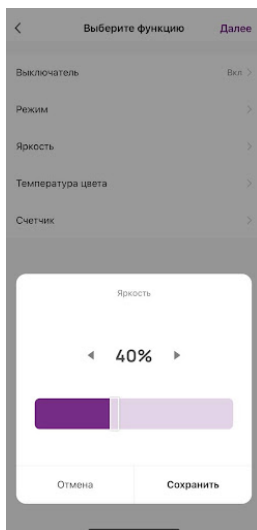 Выберите функцию Далее
Выключатель Вкл
Режим
Яркость
Температура цвета
Счетчик
Яркость
40%
Отмена Сохранить